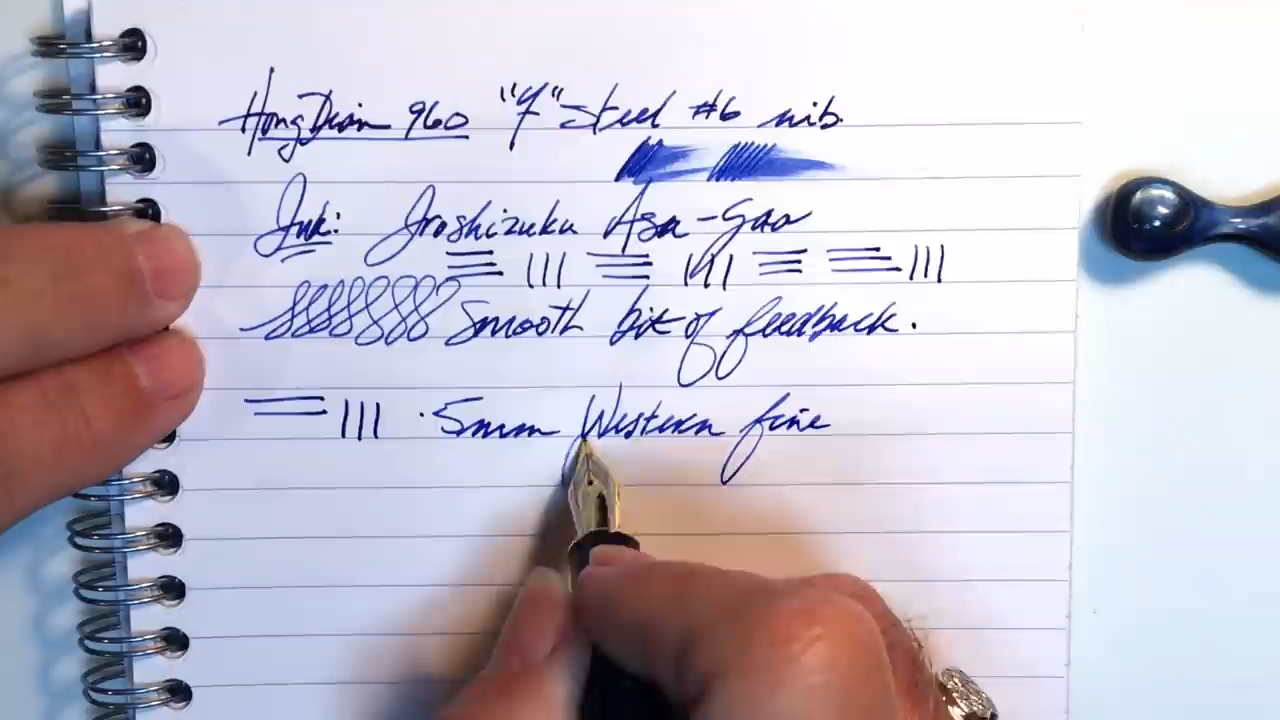 HongDian 960 "F" Steel #6 nib.
Ink: Iroshizuku Asa-Gao
Smooth bit of feedback.
.5mm Western fine